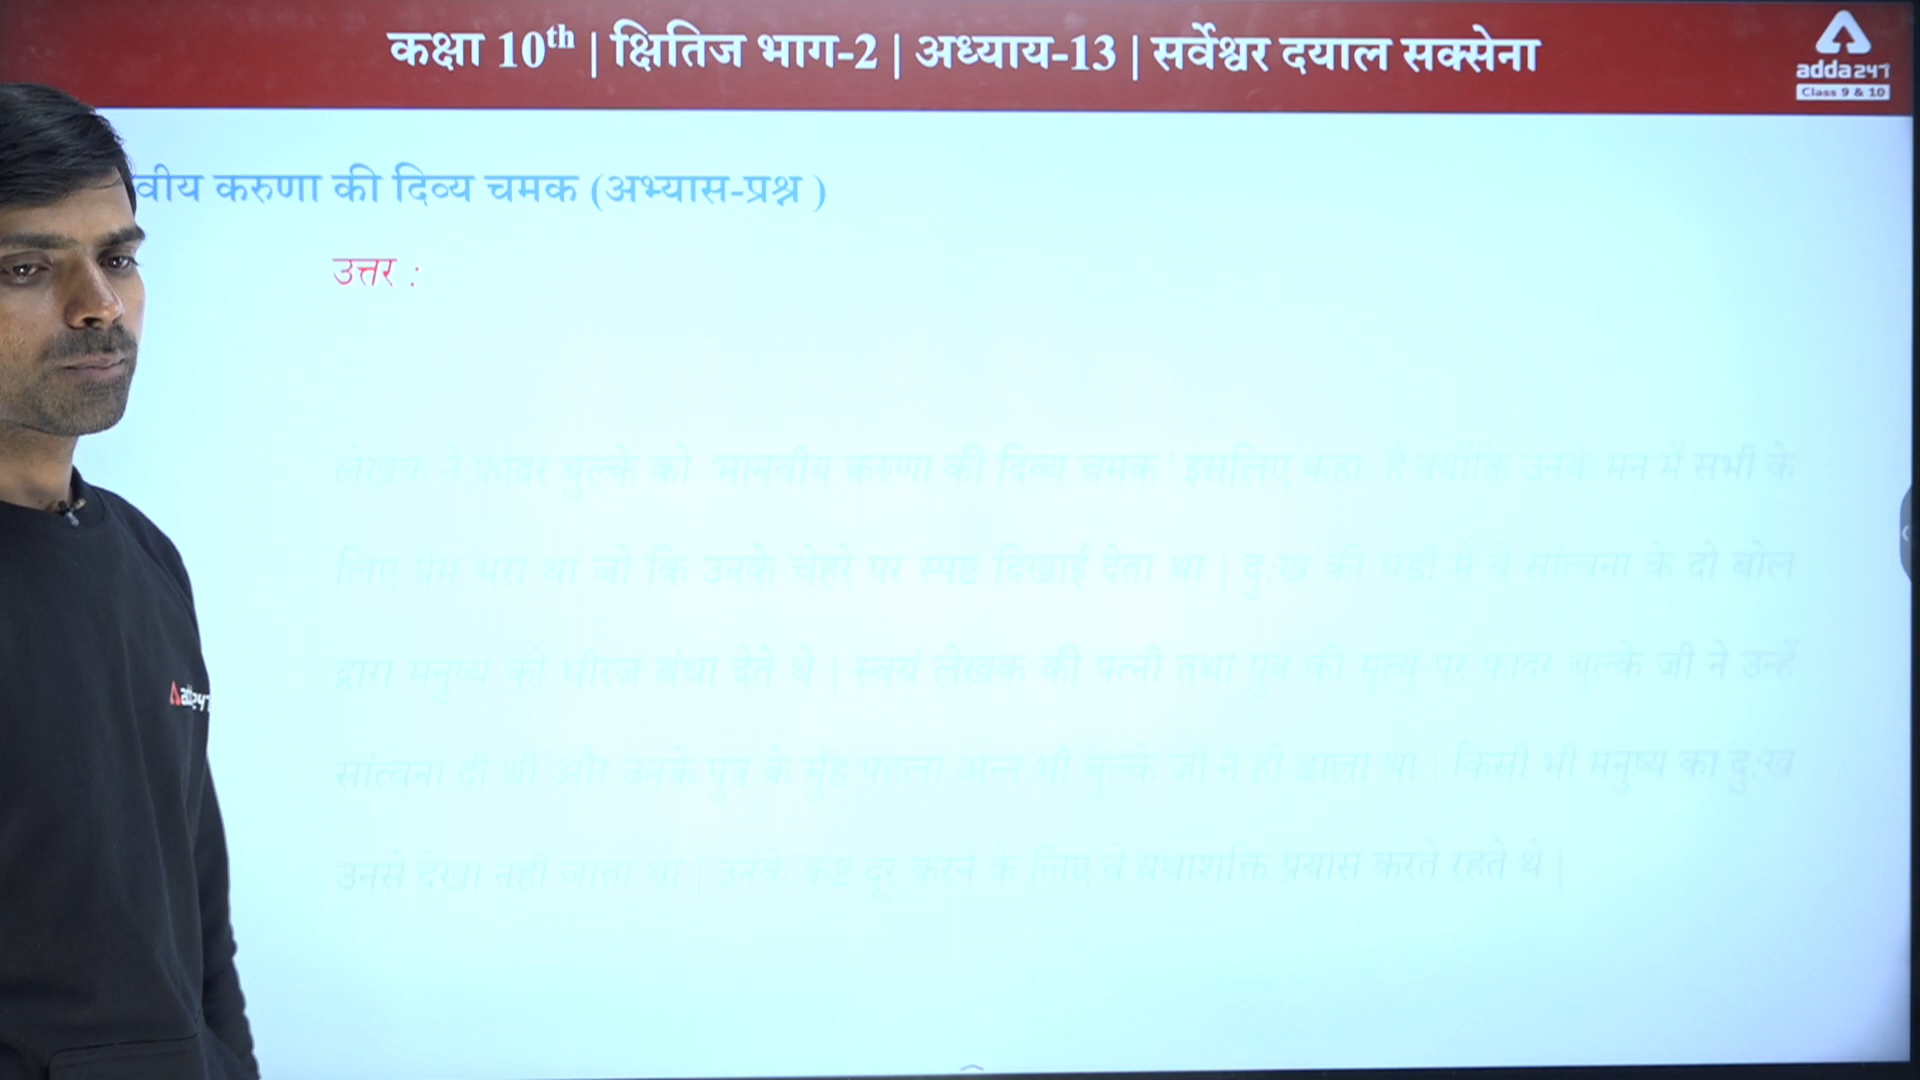 कक्षा 10th | क्षितिज भाग-2 | अध्याय-13 | सर्वेश्वर दयाल सक्सेना
adda247
Class 9 & 10
वीय करुणा की दिव्य चमक (अभ्यास-प्रश्न )
उत्तर :
लेखक ने फ़ादर बुल्के को 'मानवीय करुणा की दिव्य चमक' इसलिए कहा है क्योंकि उनके मन में सभी के
लिए प्रेम भरा था जो कि उनके चेहरे पर स्पष्ट दिखाई देता था | दु:ख की घड़ी में वे सांत्वना के दो बोल
द्वारा मनुष्य को धीरज बंधा देते थे | स्वयं लेखक की पत्नी तथा पुत्र की मृत्यु पर फ़ादर बुल्के जी ने उन्हें
सांत्वना दी थी और उनके पुत्र के मुँह पहला अन्न भी बुल्के जी ने ही डाला था | किसी भी मनुष्य का दु:ख
उनसे देखा नहीं जाता था | उनके कष्ट दूर करने के लिए वे यथाशक्ति प्रयास करते रहते थे |
adda247